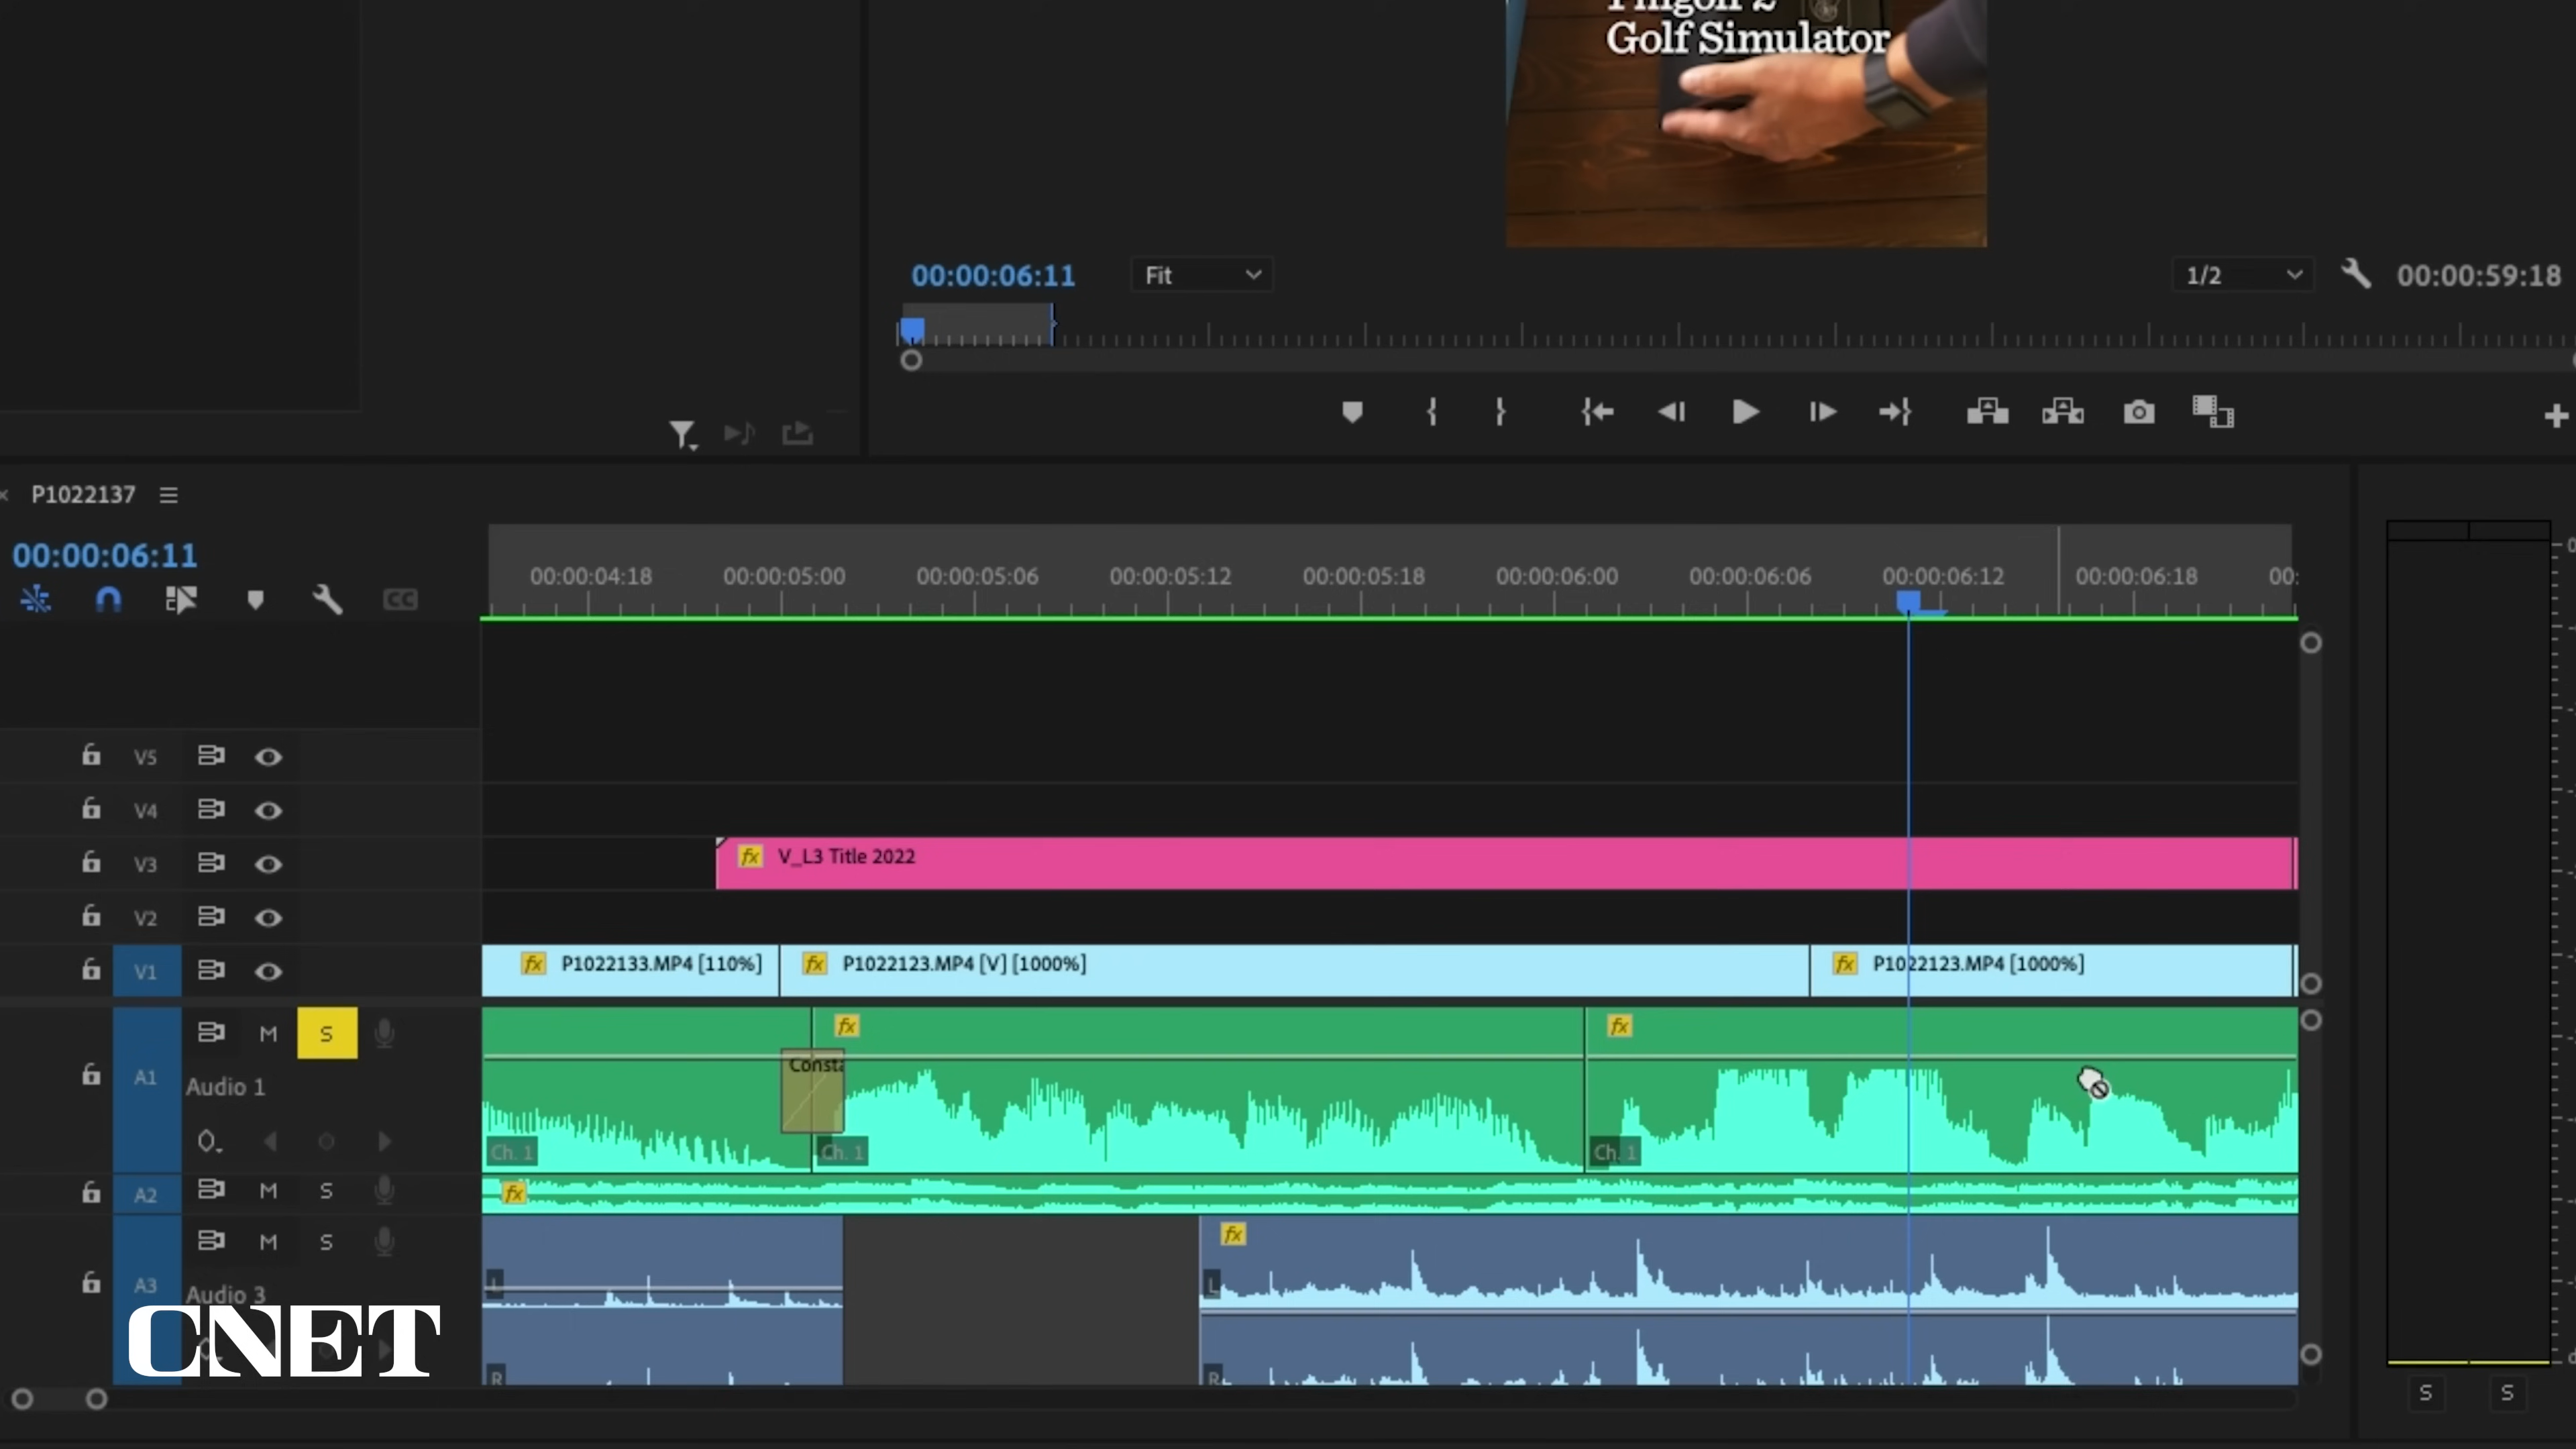 Golf Simulator
00:00:06:11
Fit
1/2
00:00:59:18
P1022137
00:00:06:11
00:00:04:18
00:00:05:00
00:00:05:06
00:00:05:12
00:00:05:18
00:00:06:00
00:00:06:06
00:00:06:12
00:00:06:18
00:
CC
V5
V4
V3
fx V_L3 Title 2022
V2
V1
fx P1022133.MP4 [110%]
fx P1022123.MP4 [V] [1000%]
fx P1022123.MP4 [1000%]
A1
M S
Audio 1
fx
fx
Consta
Ch. 1
Ch. 1
Ch. 1
A2
M S
fx
A3
M S
Audio 3
L
R
fx
L
R
CNET
S S